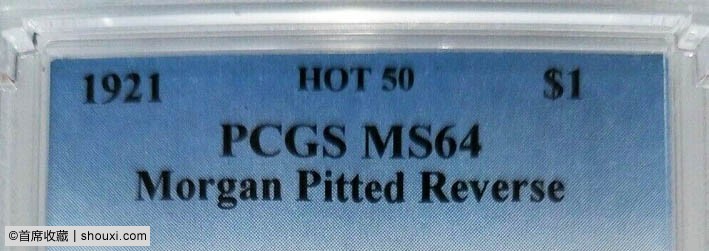 1921 HOT 50 $1
PCGS MS64
Morgan Pitted Reverse
©首席收藏 | shouxi.com